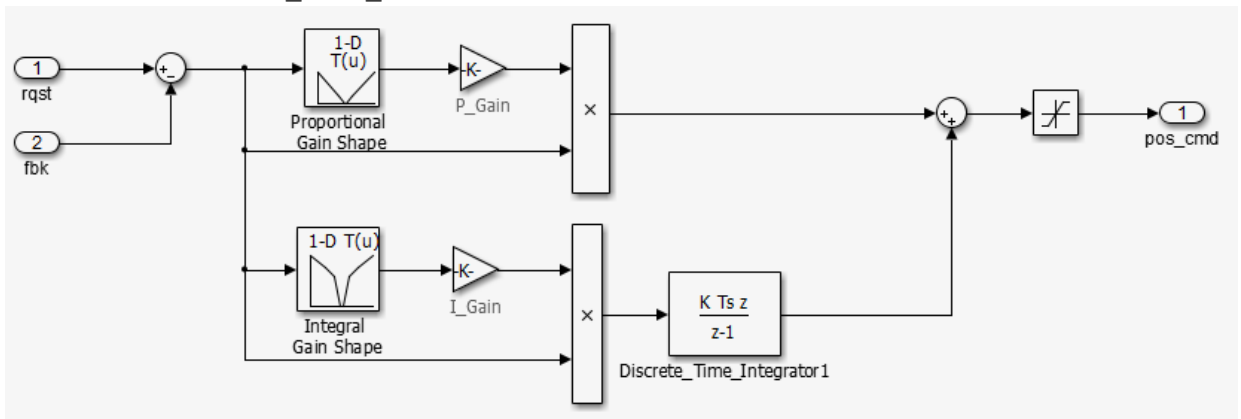 1
rqst
2
fbk
+
-
1-D
T(u)
Proportional
Gain Shape
-K-
P_Gain
×
1-D T(u)
Integral
Gain Shape
-K-
I_Gain
×
K Ts z
z-1
Discrete_Time_Integrator1
+
+
1
pos_cmd